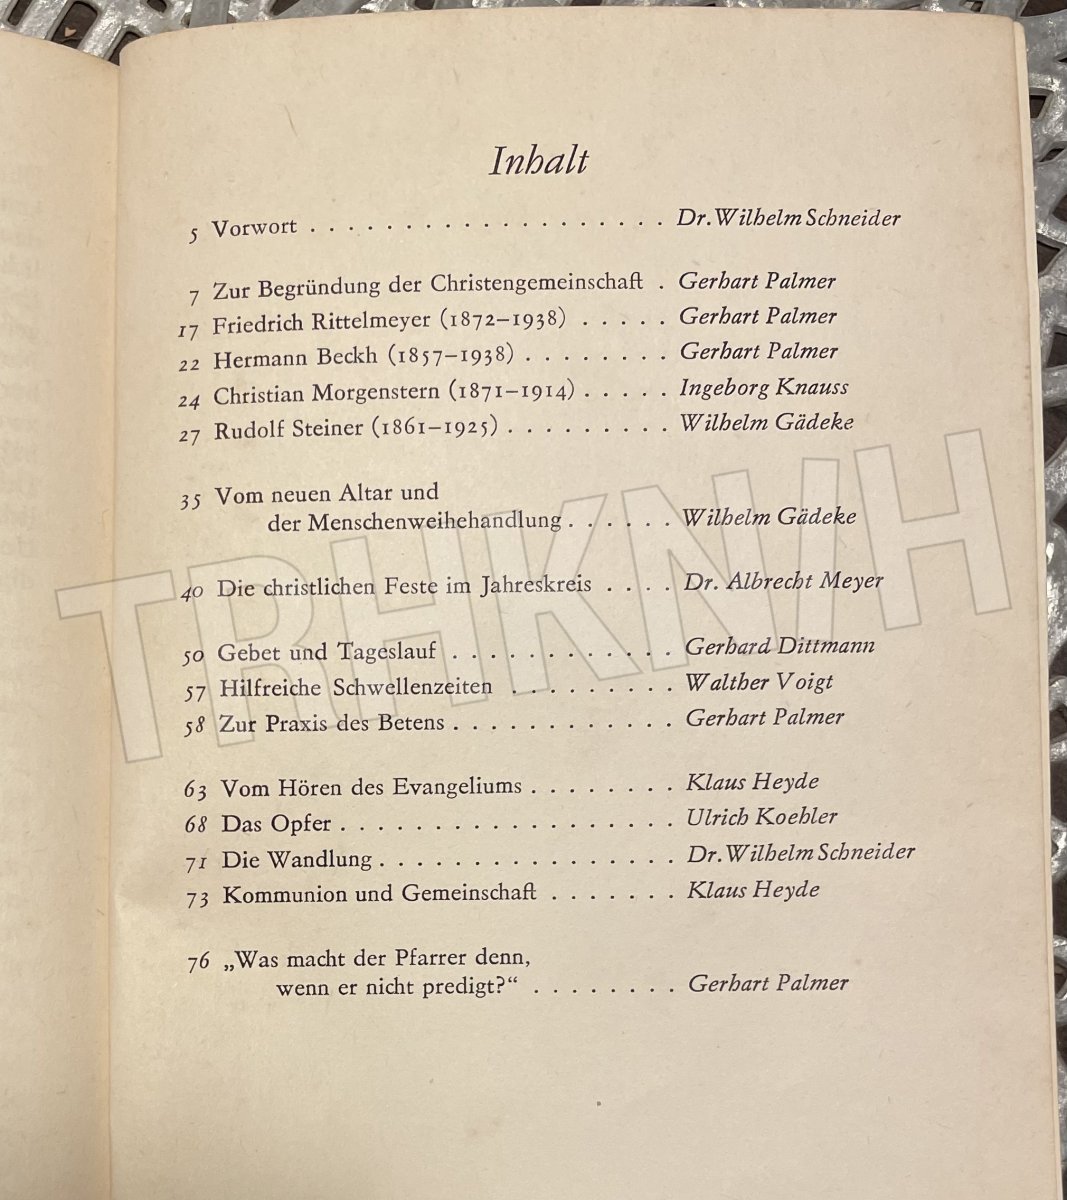 Inhalt
5 Vorwort . . . . . . . . . . . . . . . . . . . Dr. Wilhelm Schneider
7 Zur Begründung der Christengemeinschaft . Gerhart Palmer
17 Friedrich Rittelmeyer (1872–1938) . . . . . Gerhart Palmer
22 Hermann Beckh (1857–1938) . . . . . . . . Gerhart Palmer
24 Christian Morgenstern (1871–1914) . . . . . Ingeborg Knauss
27 Rudolf Steiner (1861–1925) . . . . . . . . . Wilhelm Gädeke
35 Vom neuen Altar und
der Menschenweihehandlung . . . . . . Wilhelm Gädeke
40 Die christlichen Feste im Jahreskreis . . . . Dr. Albrecht Meyer
50 Gebet und Tageslauf . . . . . . . . . . . . Gerhard Dittmann
57 Hilfreiche Schwellenzeiten . . . . . . . . . Walther Voigt
58 Zur Praxis des Betens . . . . . . . . . . . . Gerhart Palmer
63 Vom Hören des Evangeliums . . . . . . . . Klaus Heyde
68 Das Opfer . . . . . . . . . . . . . . . . . . Ulrich Koehler
71 Die Wandlung . . . . . . . . . . . . . . . . Dr. Wilhelm Schneider
73 Kommunion und Gemeinschaft . . . . . . . Klaus Heyde
76 „Was macht der Pfarrer denn,
wenn er nicht predigt?“ . . . . . . . . Gerhart Palmer
TRHKN/H